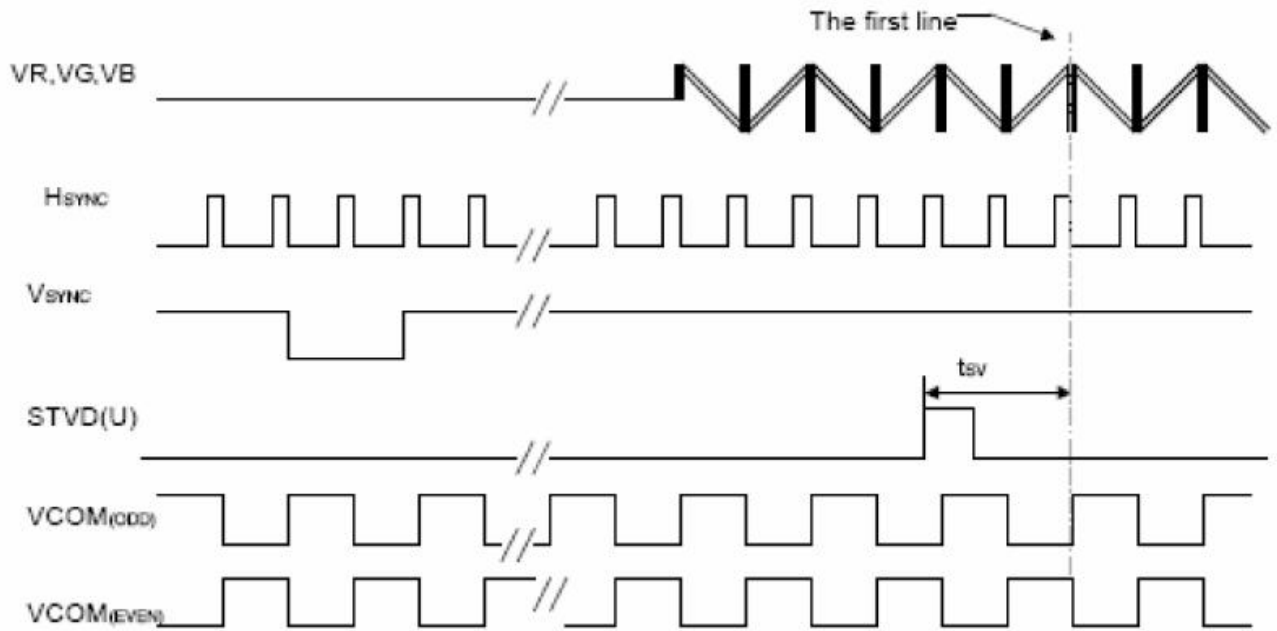 The first line
VR,VG,VB
HSYNC
VSYNC
tsv
STVD(U)
VCOM(ODD)
VCOM(EVEN)